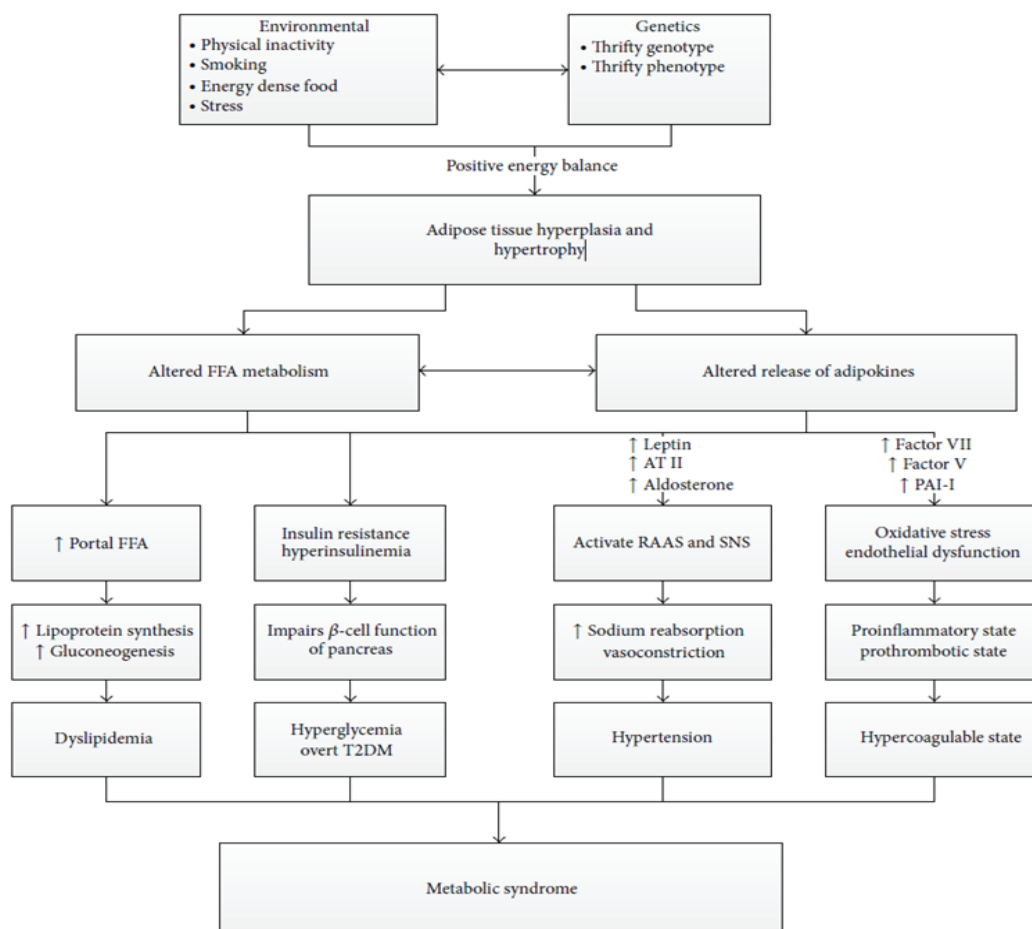 Environmental
• Physical inactivity
• Smoking
• Energy dense food
• Stress
Genetics
• Thrifty genotype
• Thrifty phenotype
Positive energy balance
Adipose tissue hyperplasia and
hypertrophy
Altered FFA metabolism
Altered release of adipokines
↑ Leptin
↑ AT II
↑ Aldosterone
↑ Factor VII
↑ Factor V
↑ PAI-I
↑ Portal FFA
Insulin resistance
hyperinsulinemia
Activate RAAS and SNS
Oxidative stress
endothelial dysfunction
↑ Lipoprotein synthesis
↑ Gluconeogenesis
Impairs β-cell function
of pancreas
↑ Sodium reabsorption
vasoconstriction
Proinflammatory state
prothrombotic state
Dyslipidemia
Hyperglycemia
overt T2DM
Hypertension
Hypercoagulable state
Metabolic syndrome